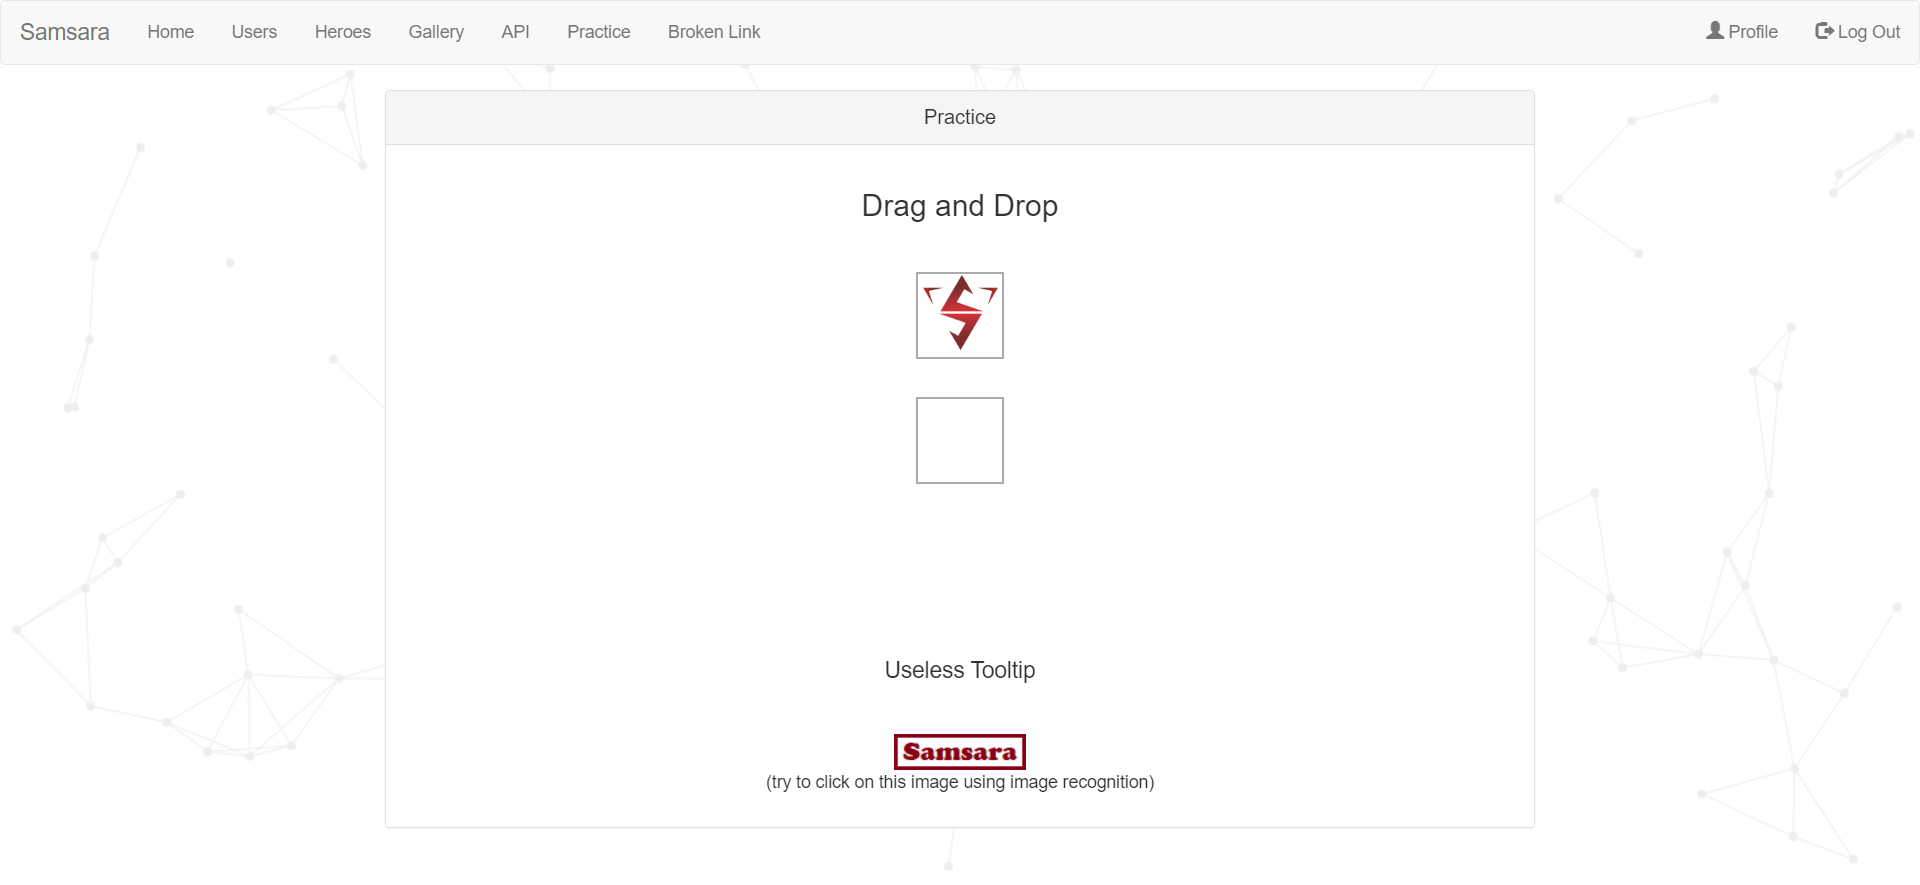 Samsara Home Users Heroes Gallery API Practice Broken Link Profile Log Out
Practice
Drag and Drop
Useless Tooltip
Samsara
(try to click on this image using image recognition)